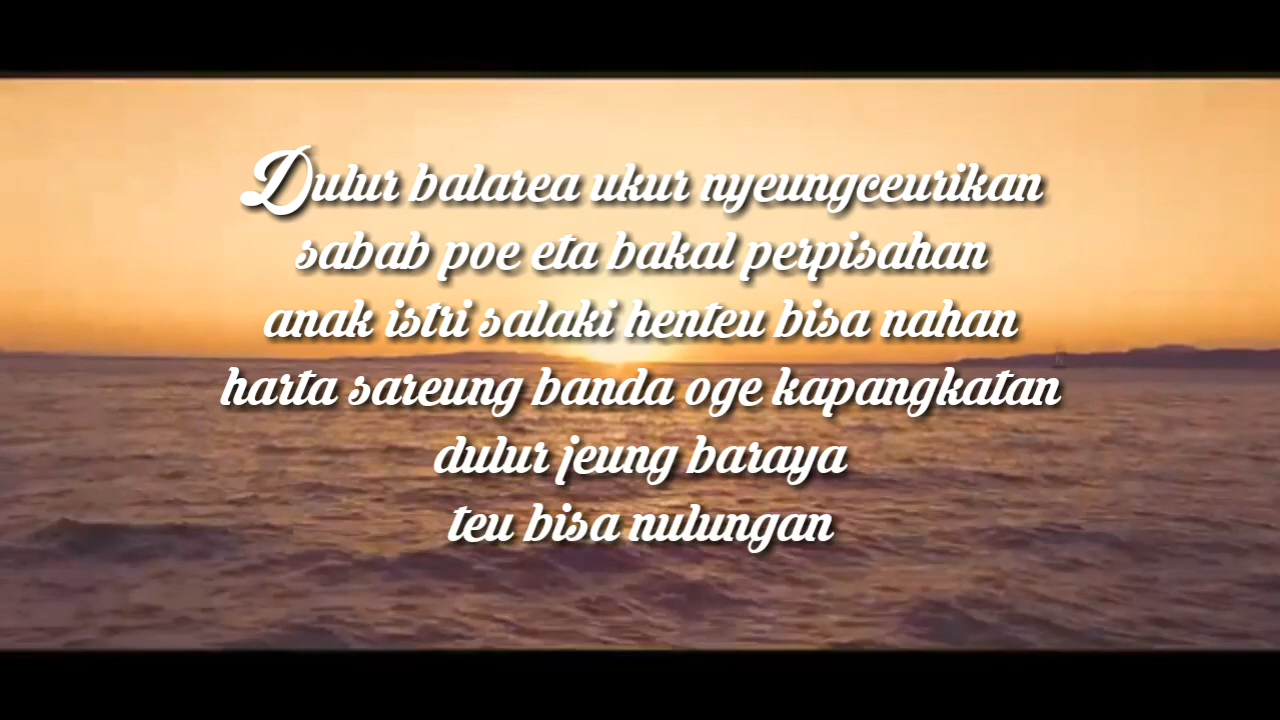 Dulur balarea ukur nyeungceurikan
sabab poe eta bakal perpisahan
anak istri salaki henteu bisa nahan
harta sareung banda oge kapangkatan
dulur jeung baraya
teu bisa nulungan